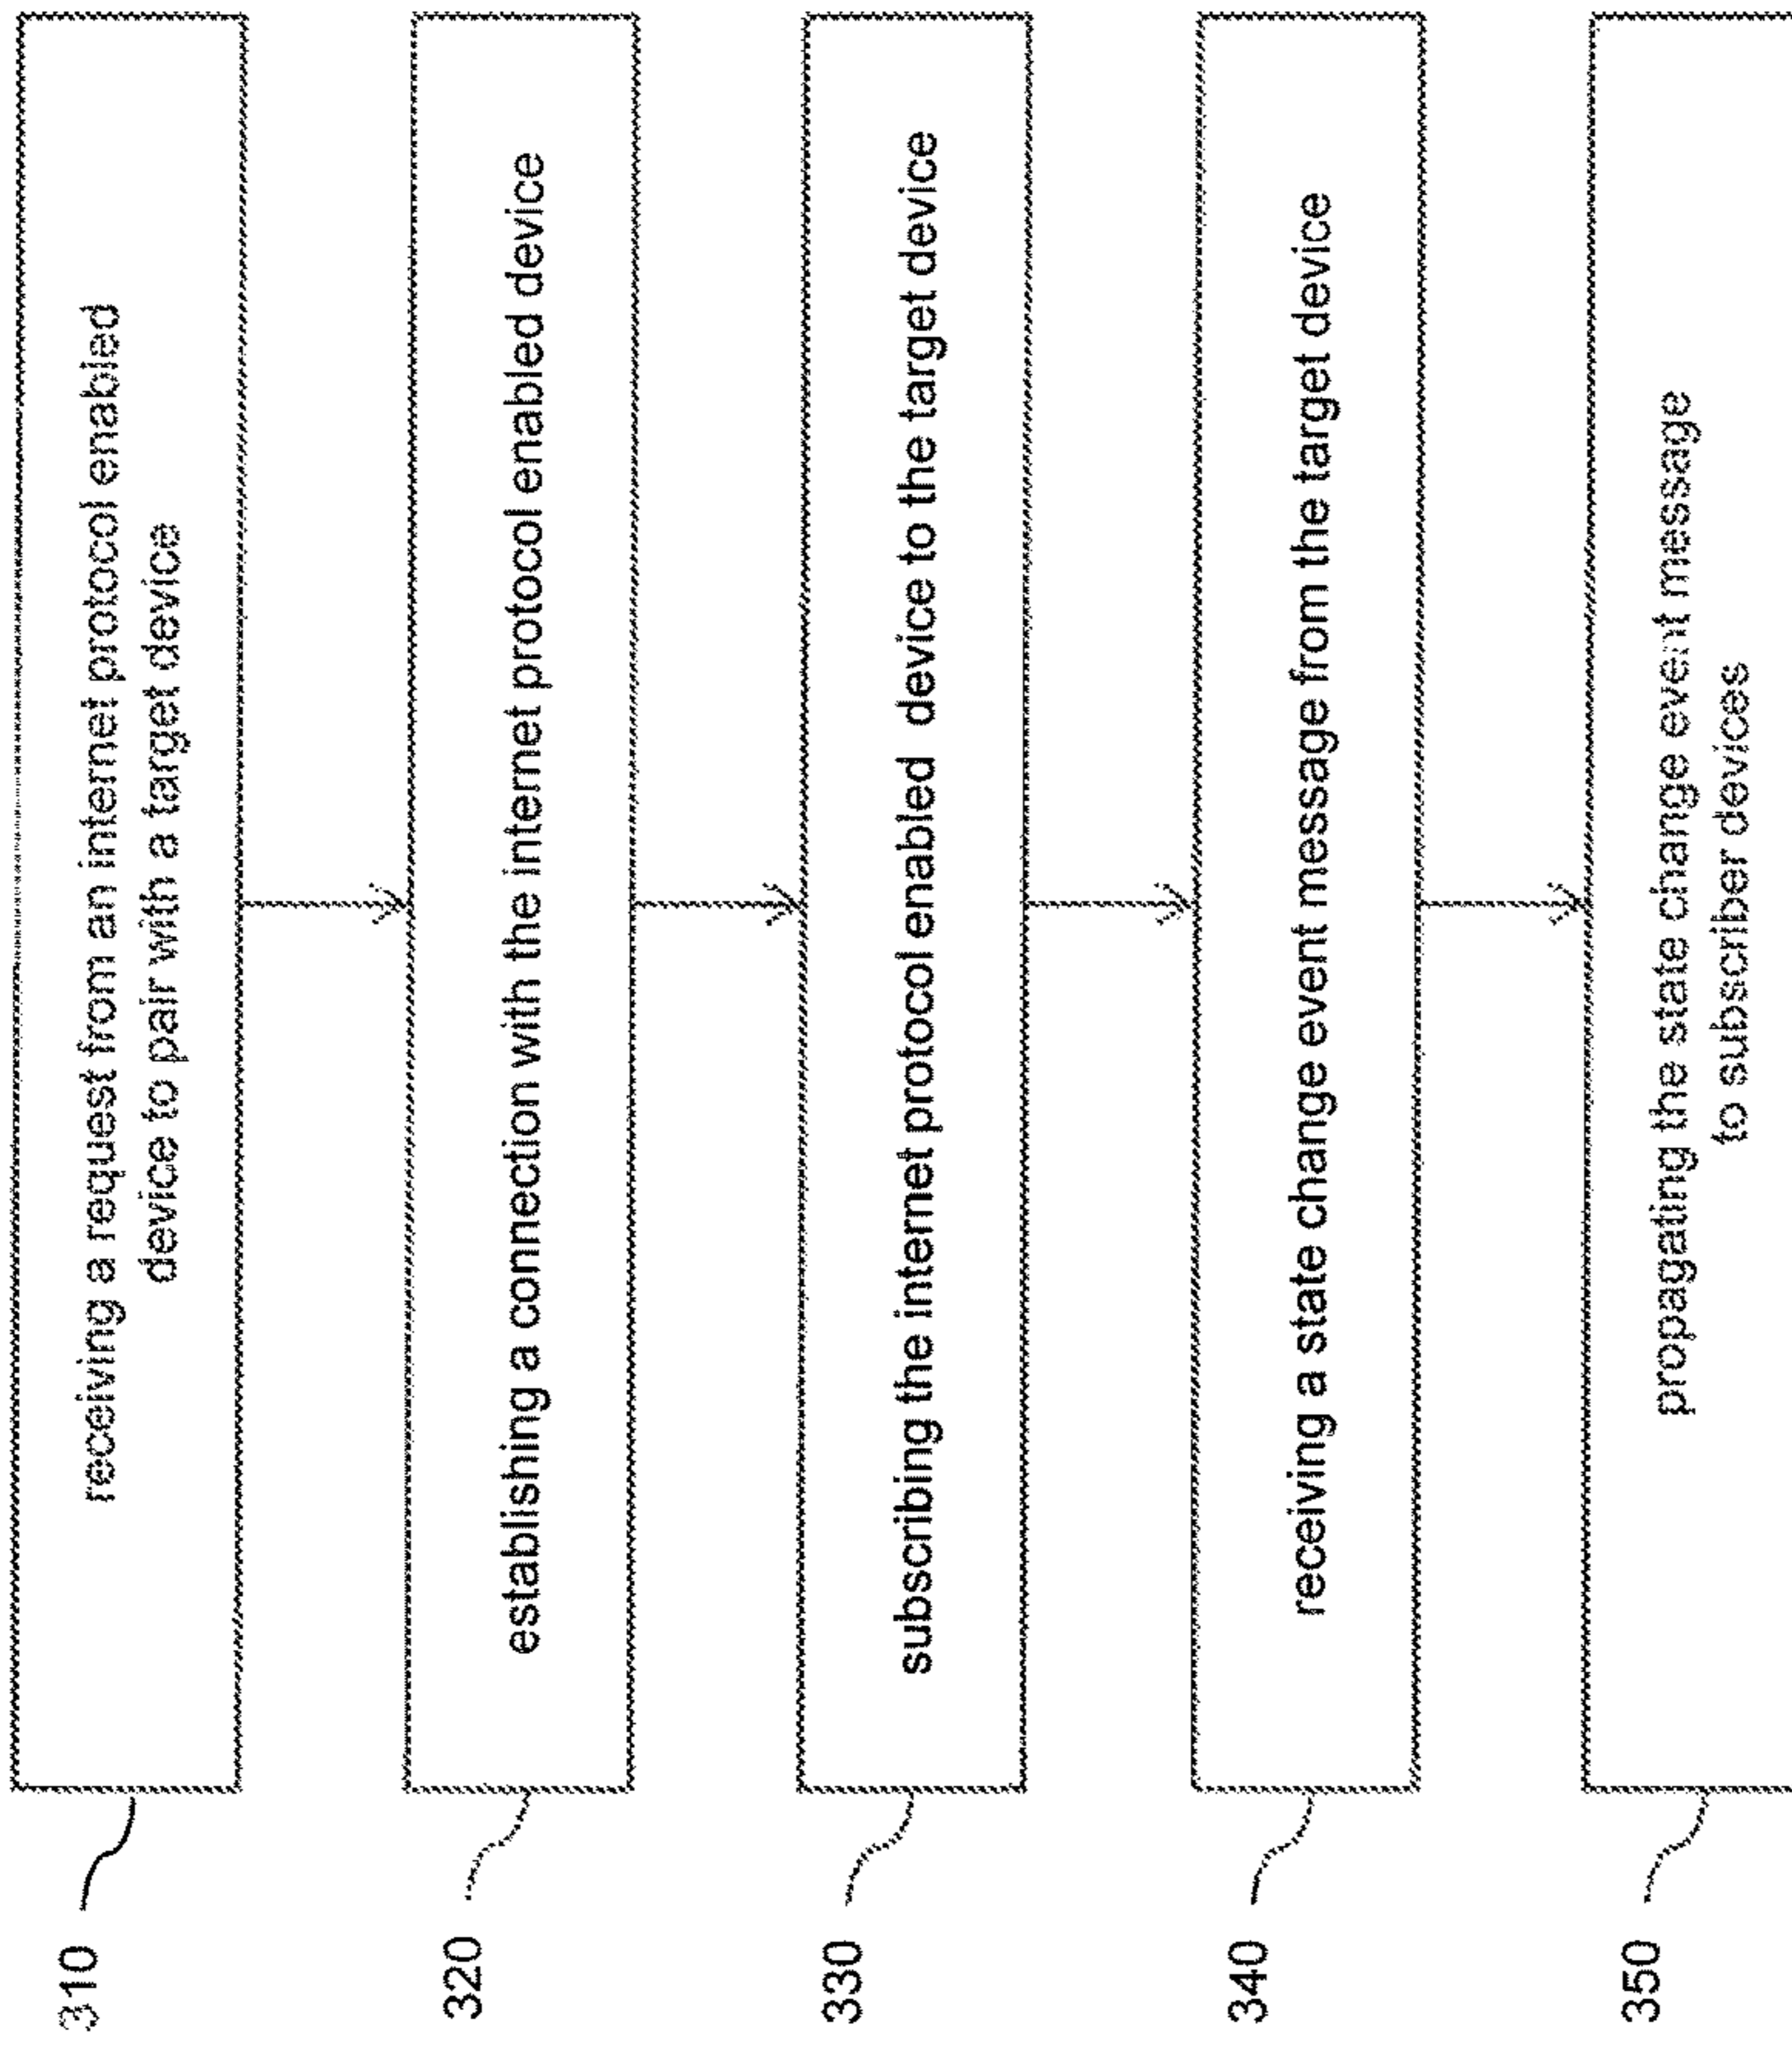 310
receiving a request from an internet protocol enabled
device to pair with a target device
320
establishing a connection with the internet protocol enabled device
330
subscribing the internet protocol enabled device to the target device
340
receiving a state change event message from the target device
350
propagating the state change event message
to subscriber devices